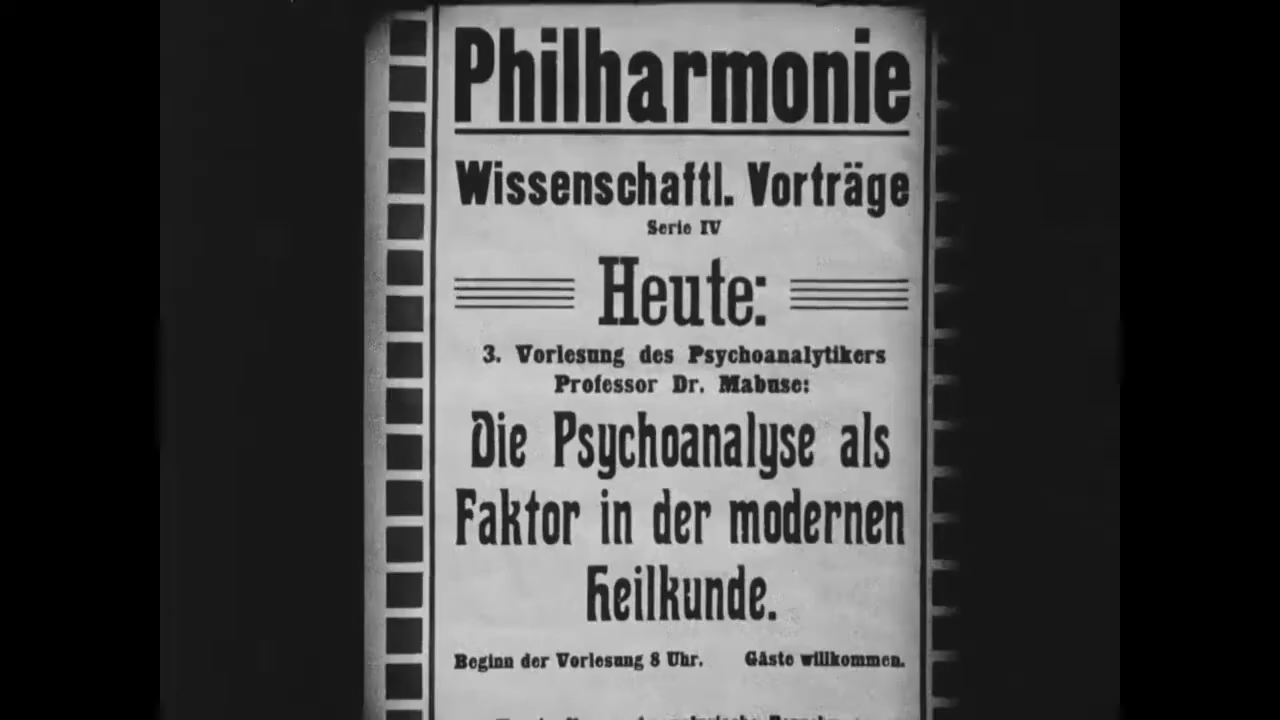 Philharmonie
Wissenschaftl. Vorträge
Serie IV
Heute:
3. Vorlesung des Psychoanalytikers
Professor Dr. Mabuse:
Die Psychoanalyse als
Faktor in der modernen
Heilkunde.
Beginn der Vorlesung 8 Uhr. Gäste willkommen.